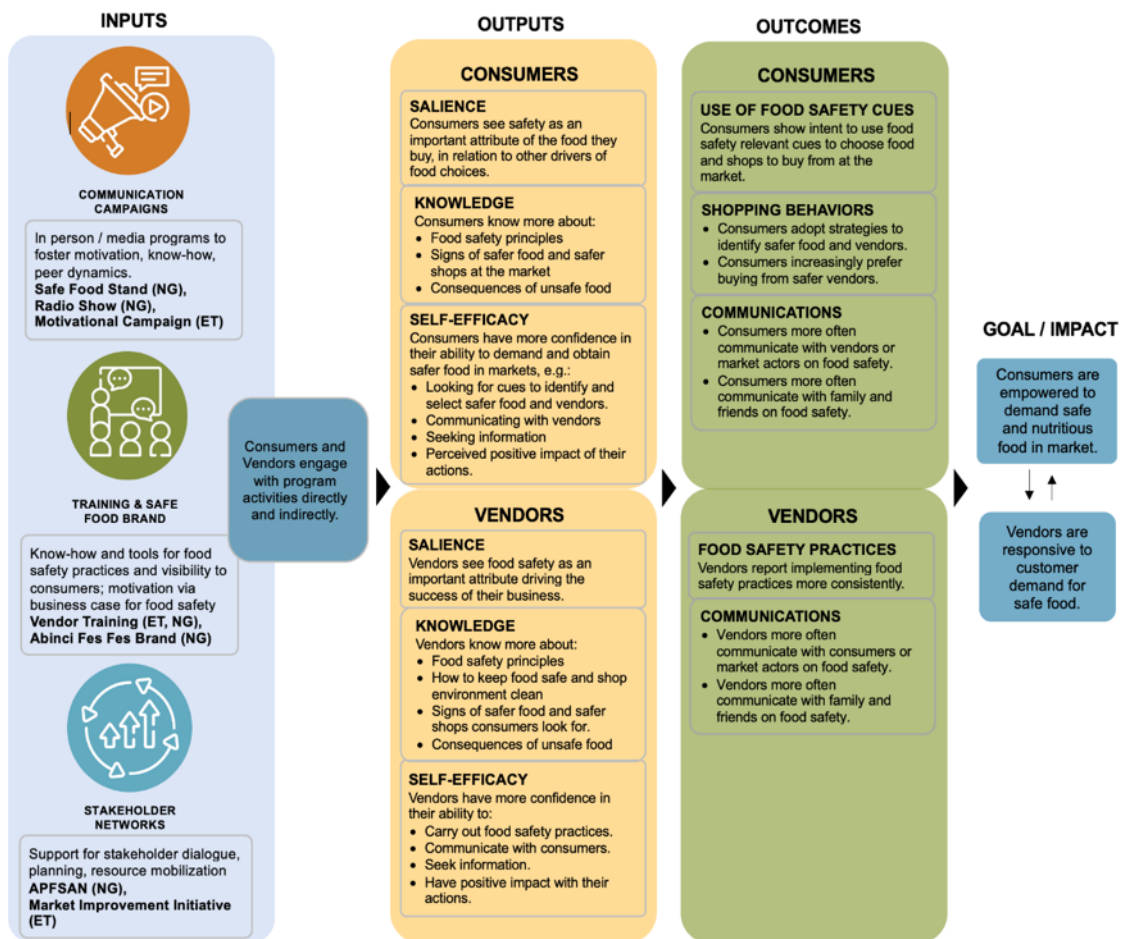 INPUTS
COMMUNICATION
CAMPAIGNS
In person / media programs to
foster motivation, know-how,
peer dynamics.
Safe Food Stand (NG),
Radio Show (NG),
Motivational Campaign (ET)
TRAINING & SAFE
FOOD BRAND
Know-how and tools for food
safety practices and visibility to
consumers; motivation via
business case for food safety
Vendor Training (ET, NG),
Abinci Fes Fes Brand (NG)
STAKEHOLDER
NETWORKS
Support for stakeholder dialogue,
planning, resource mobilization
APFSAN (NG),
Market Improvement Initiative
(ET)
Consumers and
Vendors engage
with program
activities directly
and indirectly.
OUTPUTS
CONSUMERS
SALIENCE
Consumers see safety as an
important attribute of the food they
buy, in relation to other drivers of
food choices.
KNOWLEDGE
Consumers know more about:
• Food safety principles
• Signs of safer food and safer
shops at the market
• Consequences of unsafe food
SELF-EFFICACY
Consumers have more confidence in
their ability to demand and obtain
safer food in markets, e.g.:
• Looking for cues to identify and
select safer food and vendors.
• Communicating with vendors
• Seeking information
• Perceived positive impact of their
actions.
VENDORS
SALIENCE
Vendors see food safety as an
important attribute driving the
success of their business.
KNOWLEDGE
Vendors know more about:
• Food safety principles
• How to keep food safe and shop
environment clean
• Signs of safer food and safer
shops consumers look for.
• Consequences of unsafe food
SELF-EFFICACY
Vendors have more confidence in
their ability to:
• Carry out food safety practices.
• Communicate with consumers.
• Seek information.
• Have positive impact with their
actions.
OUTCOMES
CONSUMERS
USE OF FOOD SAFETY CUES
Consumers show intent to use food
safety relevant cues to choose food
and shops to buy from at the
market.
SHOPPING BEHAVIORS
• Consumers adopt strategies to
identify safer food and vendors.
• Consumers increasingly prefer
buying from safer vendors.
COMMUNICATIONS
• Consumers more often
communicate with vendors or
market actors on food safety.
• Consumers more often
communicate with family and
friends on food safety.
VENDORS
FOOD SAFETY PRACTICES
Vendors report implementing food
safety practices more consistently.
COMMUNICATIONS
• Vendors more often
communicate with consumers or
market actors on food safety.
• Vendors more often
communicate with family and
friends on food safety.
GOAL / IMPACT
Consumers are
empowered to
demand safe
and nutritious
food in market.
Vendors are
responsive to
customer
demand for
safe food.